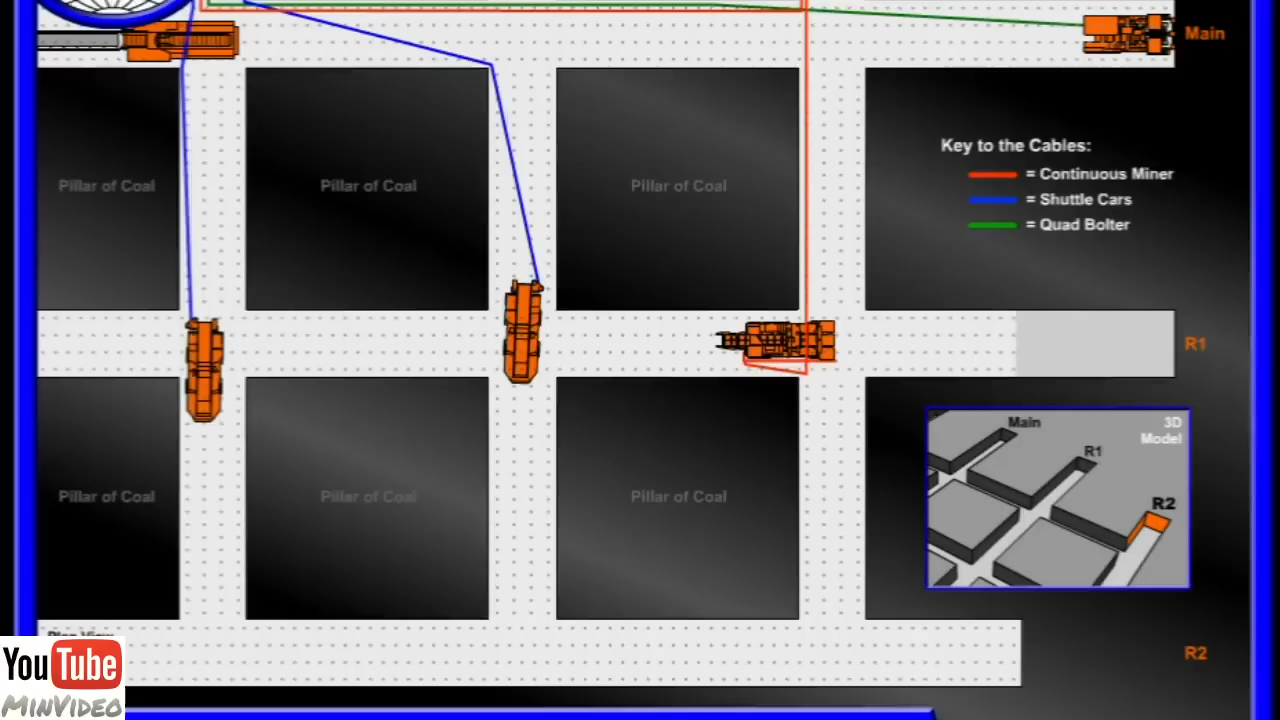 Main
Key to the Cables:
= Continuous Miner
= Shuttle Cars
= Quad Bolter
Pillar of Coal
Pillar of Coal
Pillar of Coal
R1
Main
3D
Model
R1
R2
Pillar of Coal
Pillar of Coal
Pillar of Coal
Plan View
R2
YouTube
MinVideo